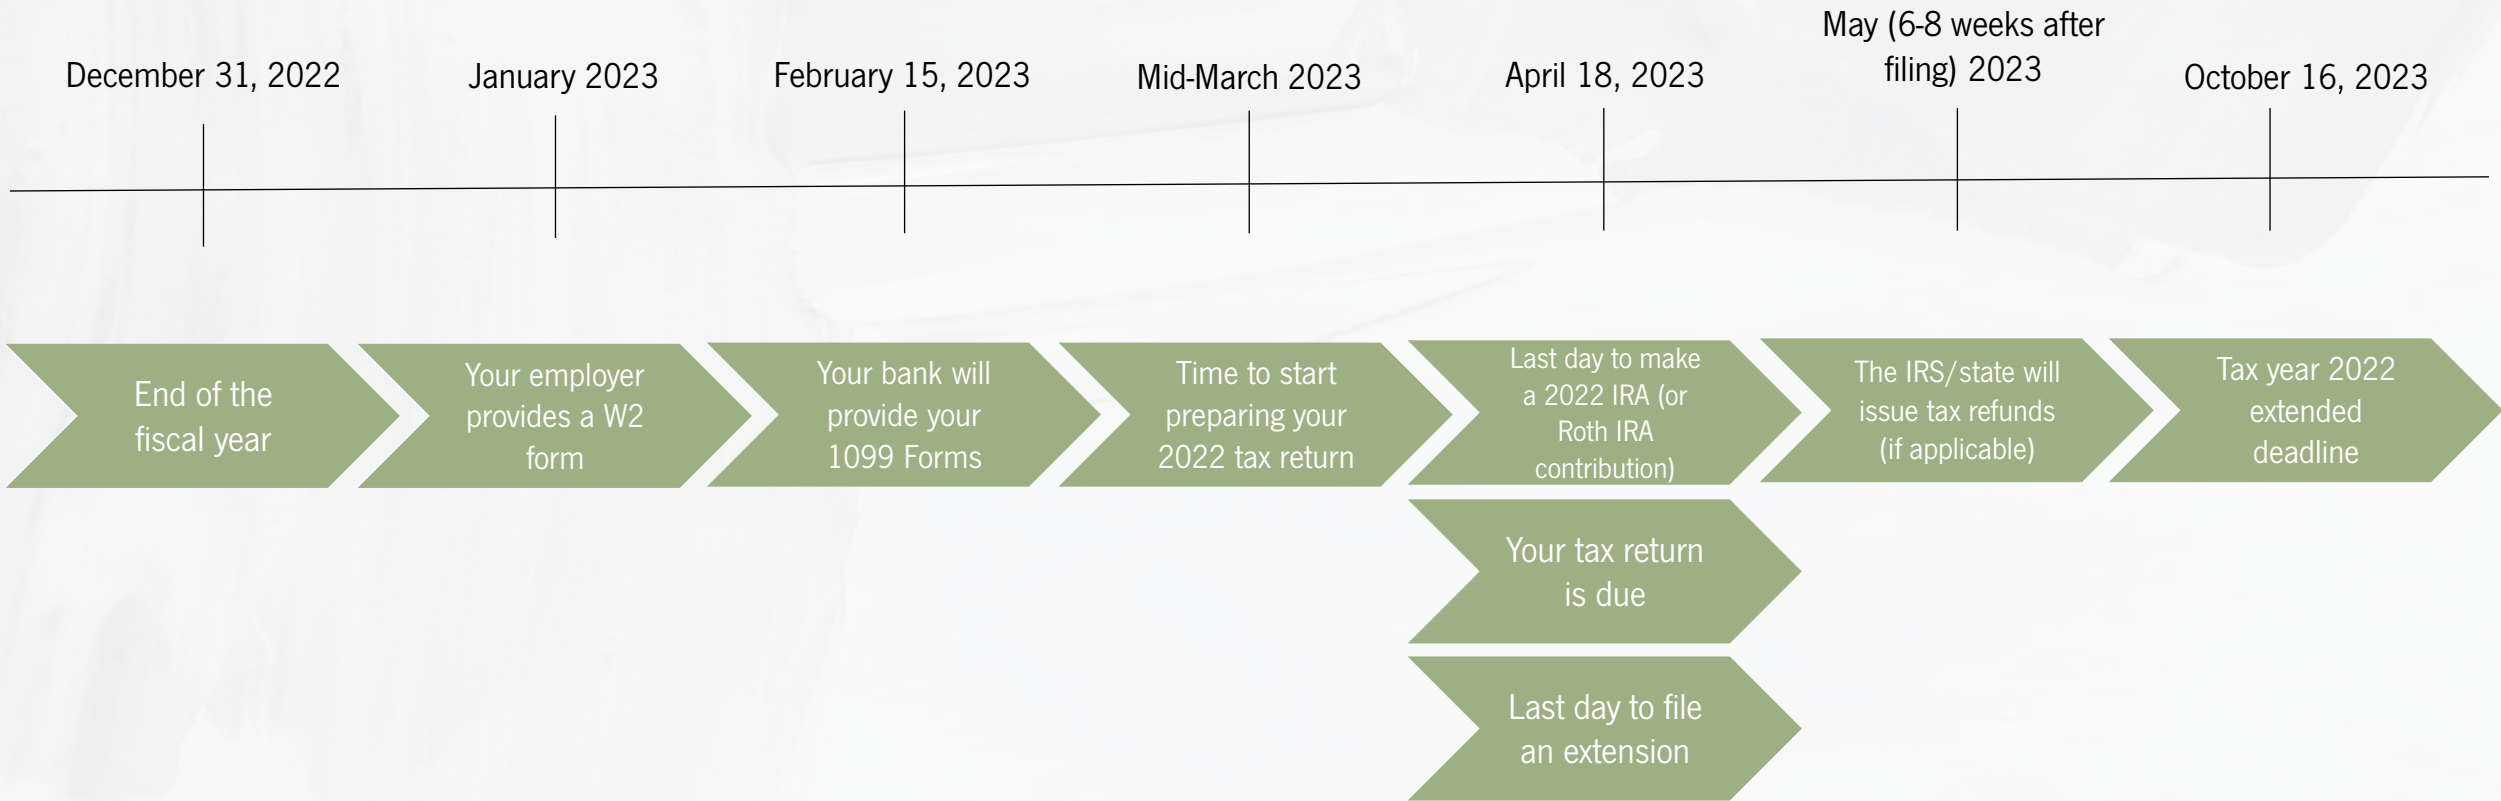 December 31, 2022
January 2023
February 15, 2023
Mid-March 2023
April 18, 2023
May (6-8 weeks after
filing) 2023
October 16, 2023
End of the
fiscal year
Your employer
provides a W2
form
Your bank will
provide your
1099 Forms
Time to start
preparing your
2022 tax return
Last day to make
a 2022 IRA (or
Roth IRA
contribution)
The IRS/state will
issue tax refunds
(if applicable)
Tax year 2022
extended
deadline
Your tax return
is due
Last day to file
an extension